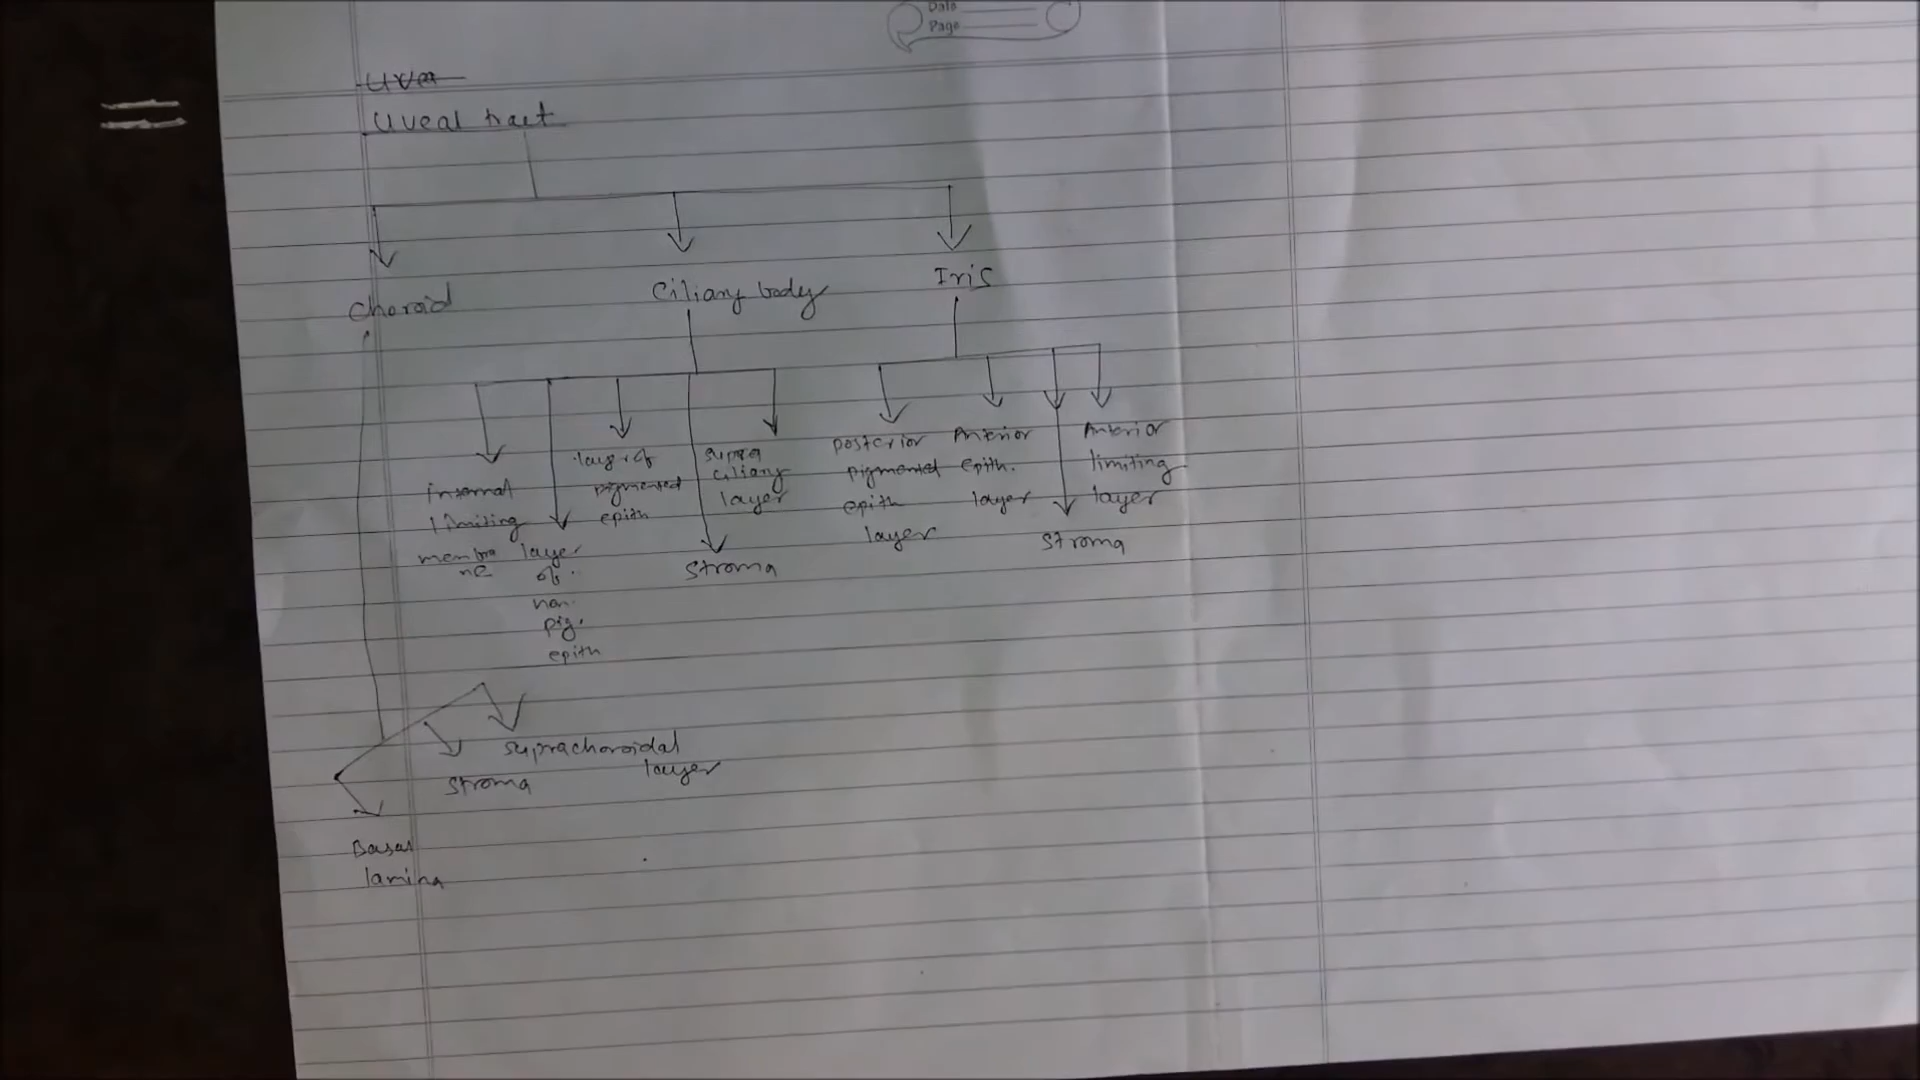 Date
Page
Uvea
Uveal tract
Choroid
Ciliary body
Iris
internal
limiting
membra
ne
layer
of
non.
pig.
epith
layer of
pigmented
epith
Stroma
supra
ciliary
layer
posterior
pigmented
epith
layer
Anterior
epith.
layer
Stroma
Anterior
limiting
layer
suprachoroidal
layer
Stroma
Basal
lamina